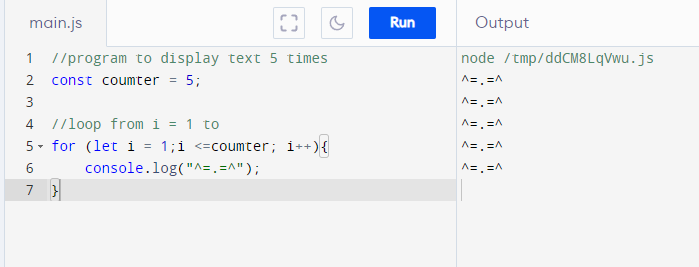 main.js
Run
Output
1 //program to display text 5 times
2 const coumter = 5;
3
4 //loop from i = 1 to
5 for (let i = 1;i <=coumter; i++){
6     console.log("^=.=^");
7 }
node /tmp/ddCM8LqVwu.js
^=.=^
^=.=^
^=.=^
^=.=^
^=.=^